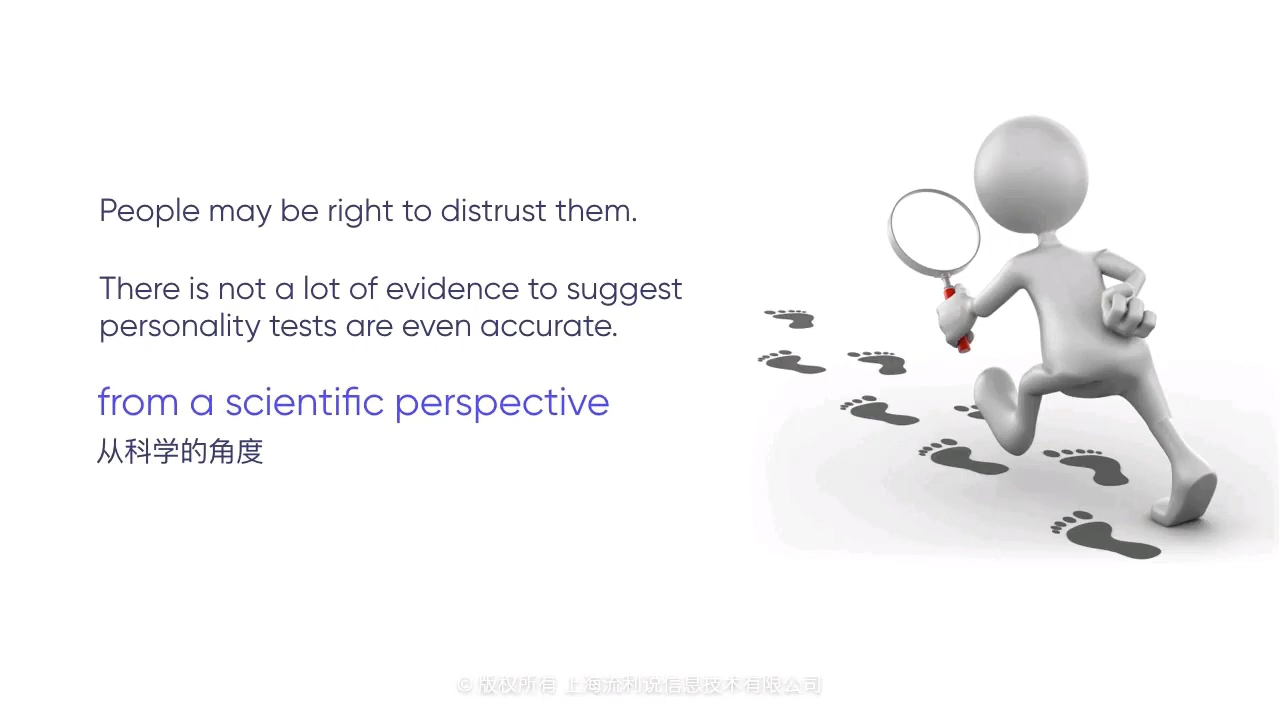 People may be right to distrust them.
There is not a lot of evidence to suggest
personality tests are even accurate.
from a scientific perspective
从科学的角度
© 版权所有 上海流利说信息技术有限公司